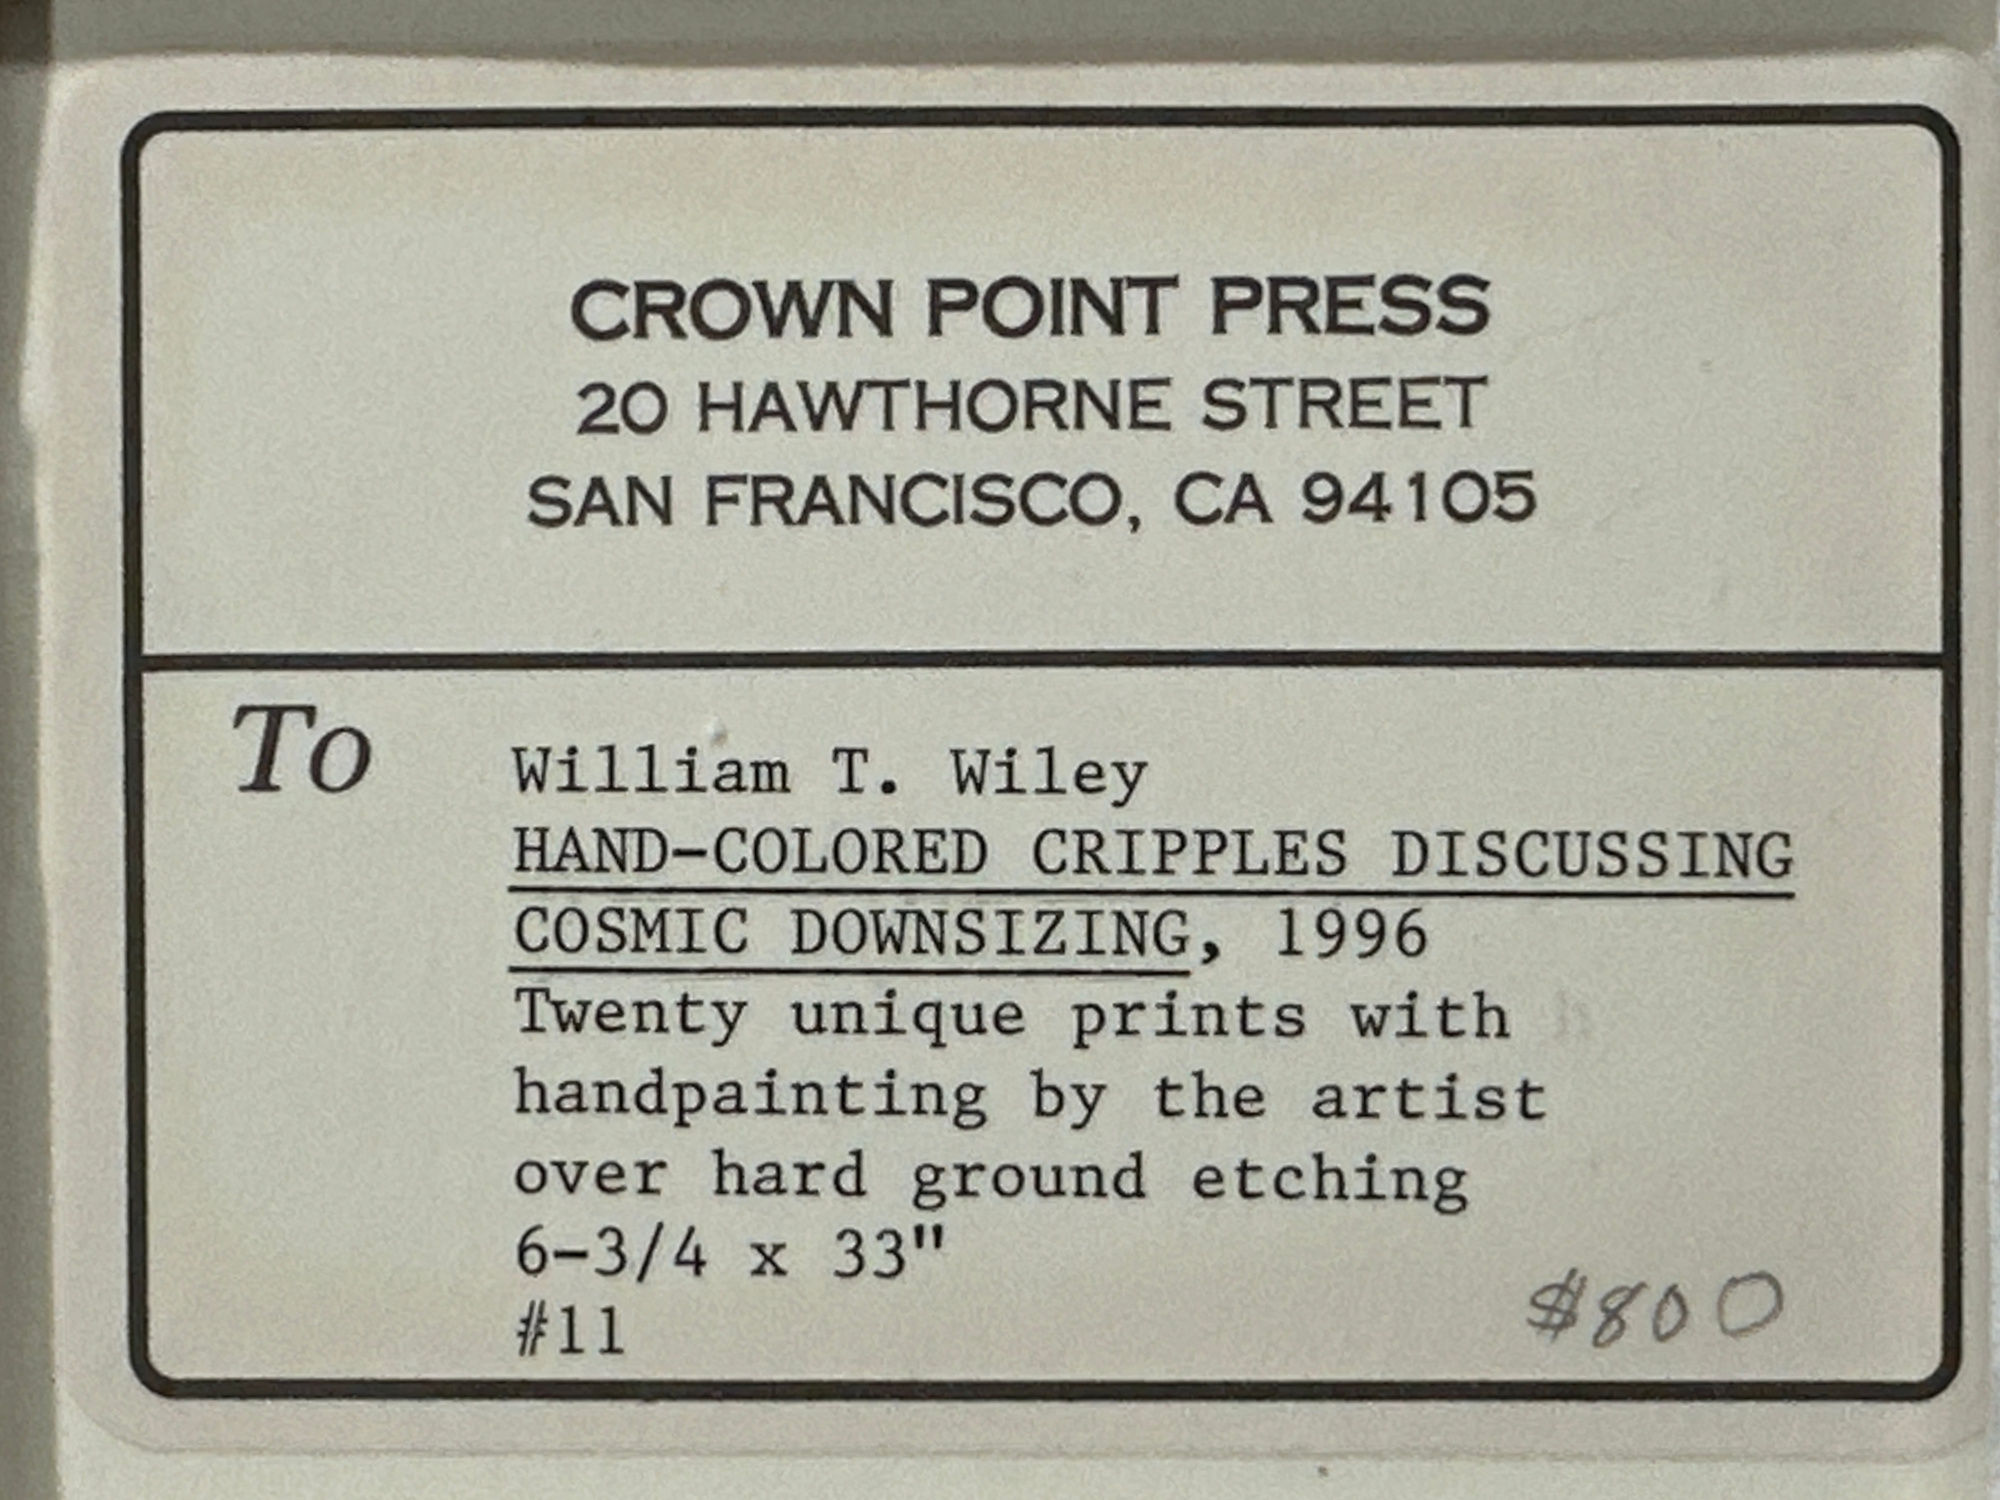 CROWN POINT PRESS
20 HAWTHORNE STREET
SAN FRANCISCO, CA 94105
To
William T. Wiley
HAND-COLORED CRIPPLES DISCUSSING
COSMIC DOWNSIZING, 1996
Twenty unique prints with
handpainting by the artist
over hard ground etching
6-3/4 x 33"
#11
$800